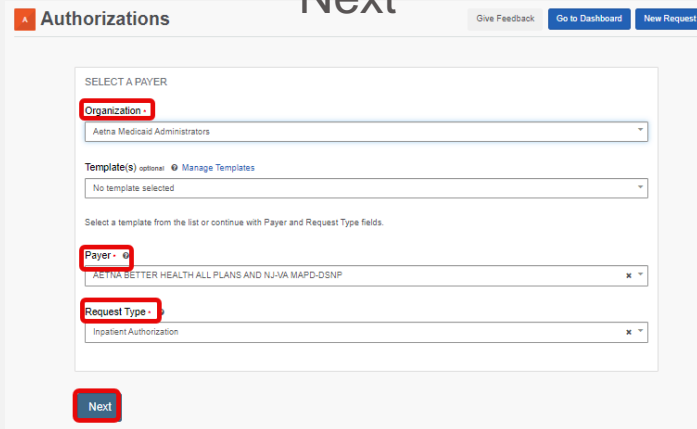 Next
A Authorizations
Give Feedback Go to Dashboard New Request
SELECT A PAYER
Organization *
Aetna Medicaid Administrators
Template(s) optional Manage Templates
No template selected
Select a template from the list or continue with Payer and Request Type fields.
Payer *
AETNA BETTER HEALTH ALL PLANS AND NJ-VA MAPD-DSNP
Request Type *
Inpatient Authorization
Next